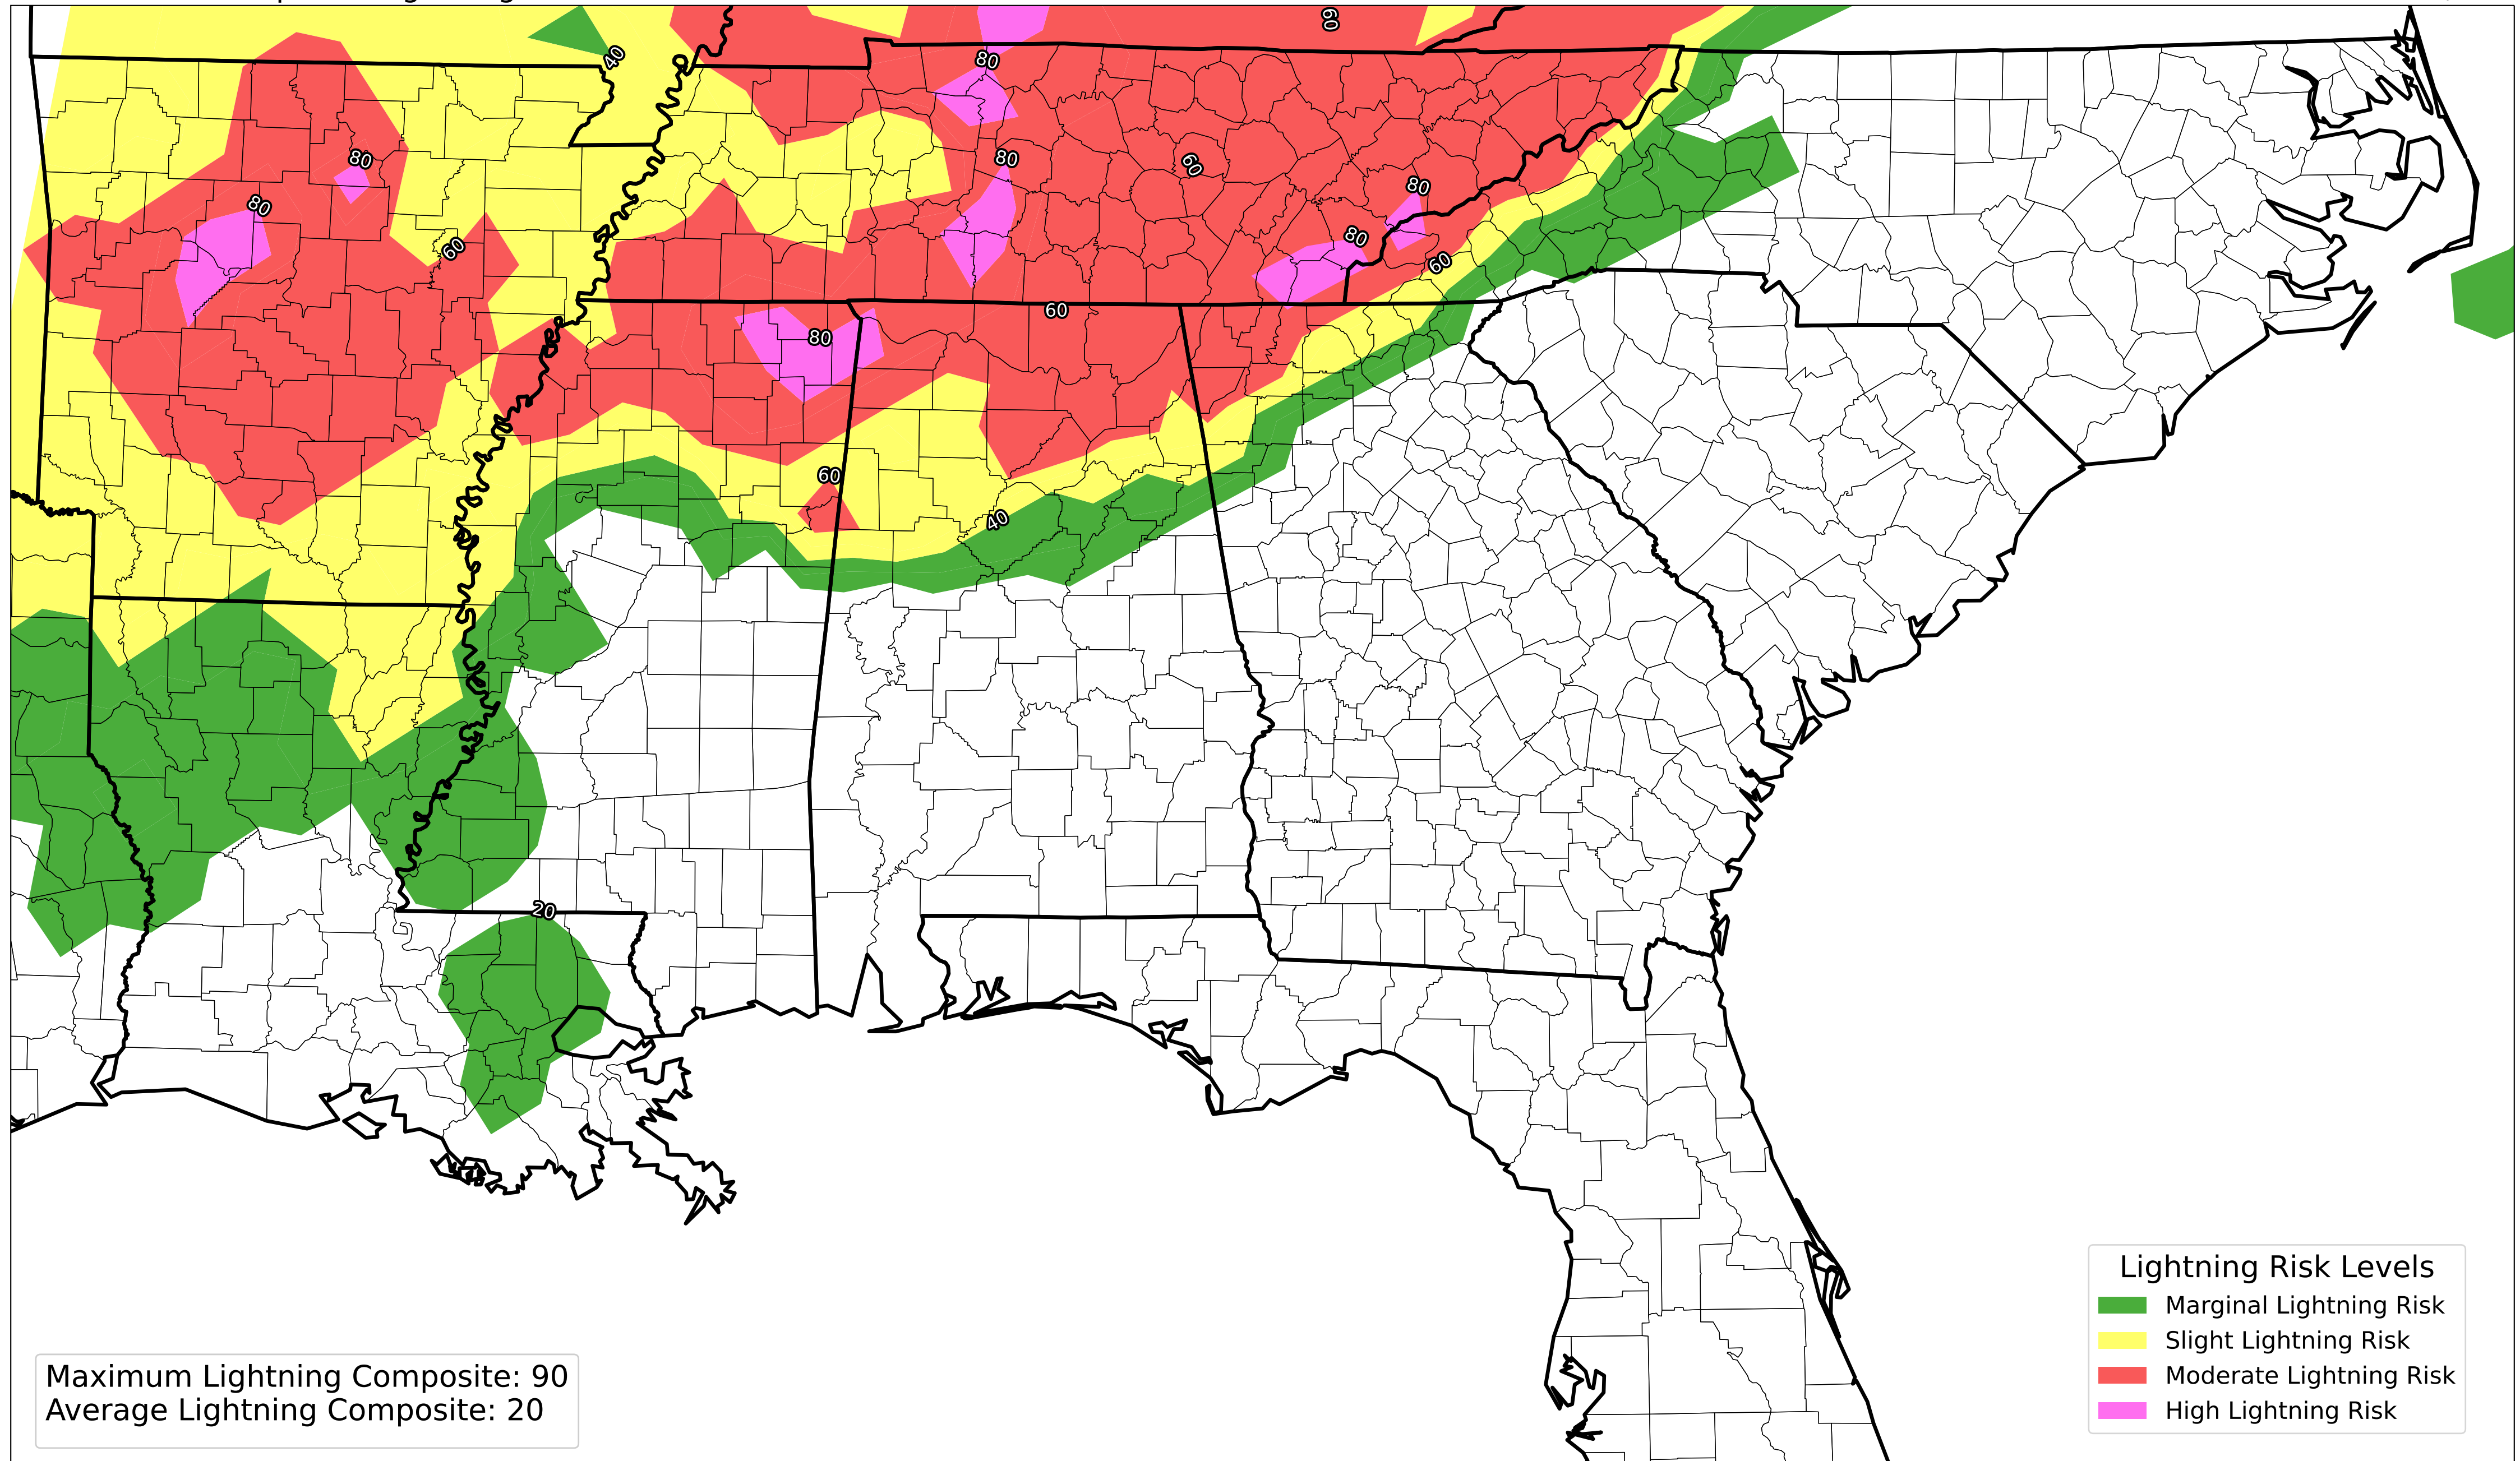 60
40
80
80
80
60
80
80
80
60
60
60
80
60
40
20
Lightning Risk Levels
Marginal Lightning Risk
Slight Lightning Risk
Moderate Lightning Risk
High Lightning Risk
Maximum Lightning Composite: 90
Average Lightning Composite: 20